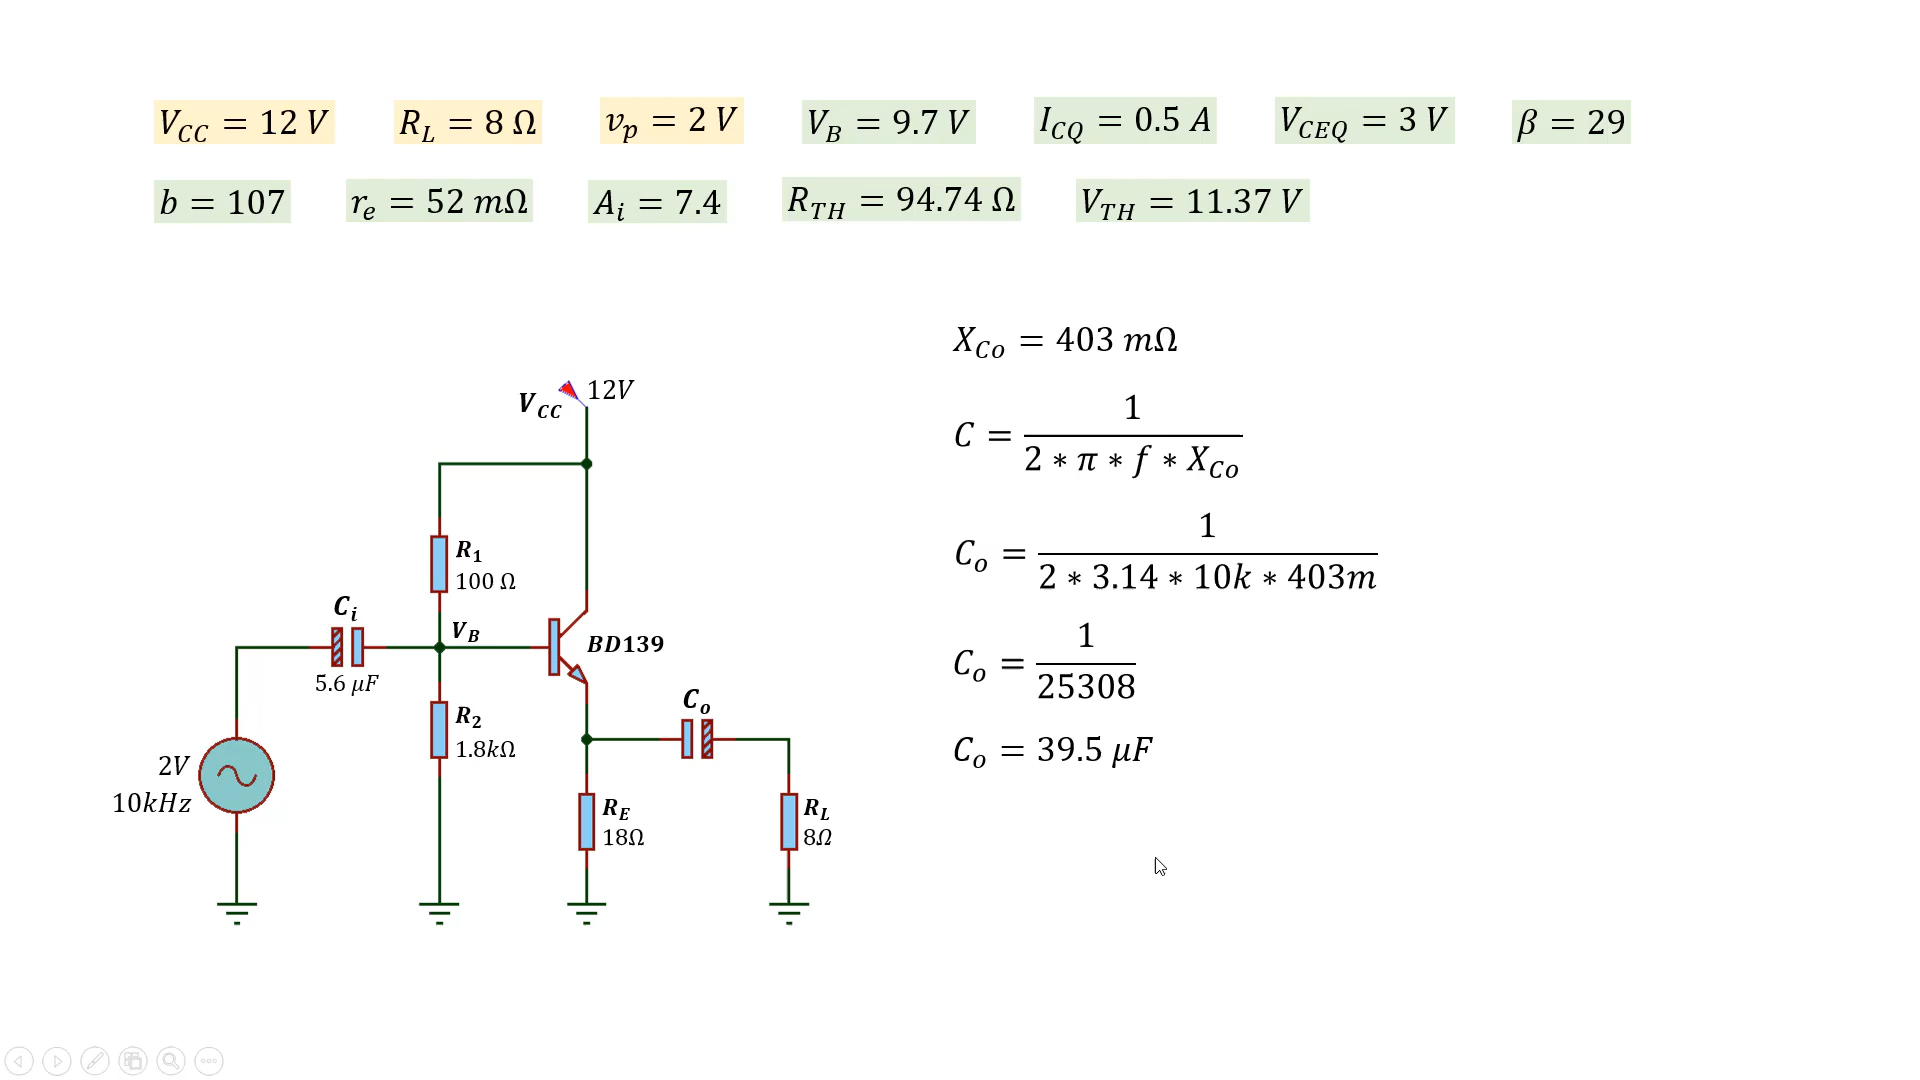 V_CC = 12 V R_L = 8 Ω v_p = 2 V V_B = 9.7 V I_CQ = 0.5 A V_CEQ = 3 V β = 29
b = 107 r_e = 52 mΩ A_i = 7.4 R_TH = 94.74 Ω V_TH = 11.37 V
X_Co = 403 mΩ
C = 1 / (2 * π * f * X_Co)
C_o = 1 / (2 * 3.14 * 10k * 403m)
C_o = 1 / 25308
C_o = 39.5 μF
V_CC 12V
R_1
100 Ω
C_i
5.6 μF
V_B
BD139
R_2
1.8kΩ
C_o
2V
10kHz
R_E
18Ω
R_L
8Ω